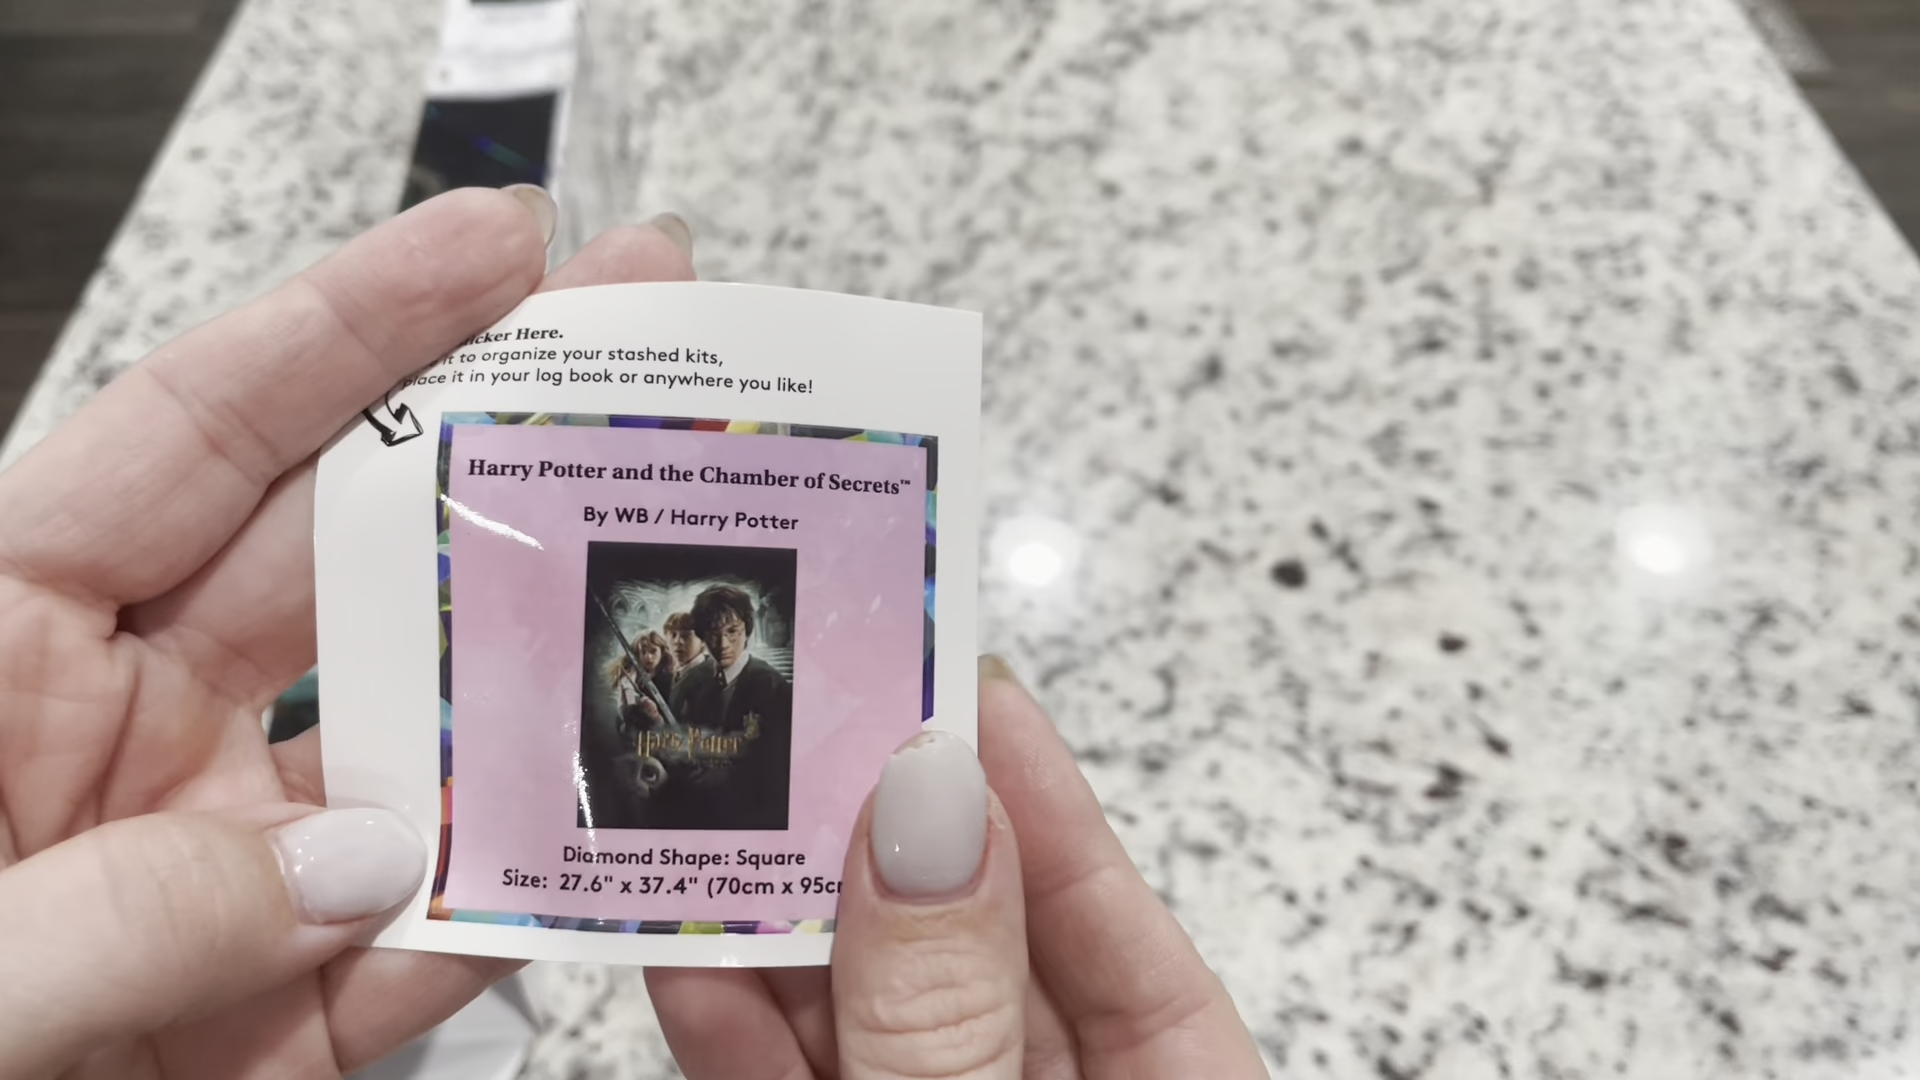 Here.
it to organize your stashed kits,
place it in your log book or anywhere you like!
Harry Potter and the Chamber of Secrets™
By WB / Harry Potter
Harry Potter
Diamond Shape: Square
Size: 27.6" x 37.4" (70cm x 95c